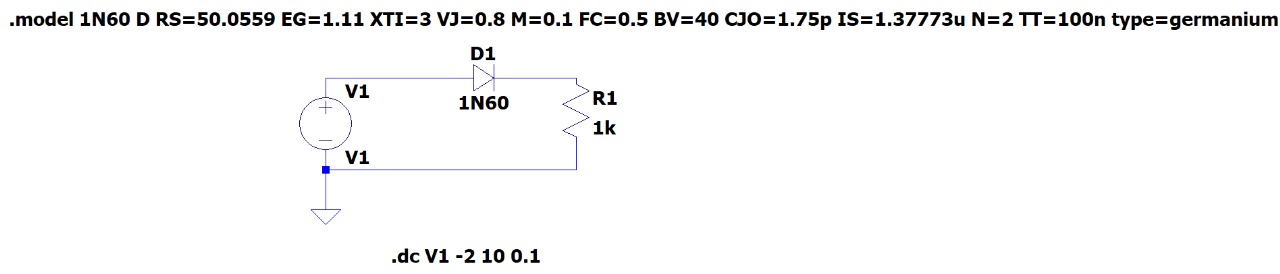 .model 1N60 D RS=50.0559 EG=1.11 XTI=3 VJ=0.8 M=0.1 FC=0.5 BV=40 CJO=1.75p IS=1.37773u N=2 TT=100n type=germanium
D1
V1
1N60
R1
1k
V1
.dc V1 -2 10 0.1